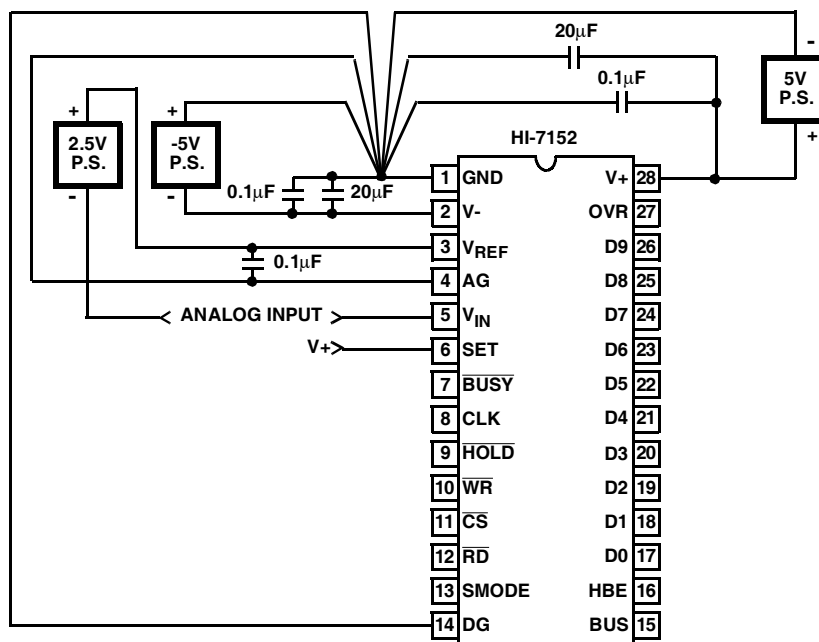 20μF
-
0.1μF
5V
P.S.
+
+
2.5V
P.S.
-
+
-5V
P.S.
-
HI-7152
0.1μF
20μF
1 GND
V+ 28
2 V-
OVR 27
3 VREF
D9 26
0.1μF
4 AG
D8 25
ANALOG INPUT
5 VIN
D7 24
V+
6 SET
D6 23
7 BUSY
D5 22
8 CLK
D4 21
9 HOLD
D3 20
10 WR
D2 19
11 CS
D1 18
12 RD
D0 17
13 SMODE
HBE 16
14 DG
BUS 15